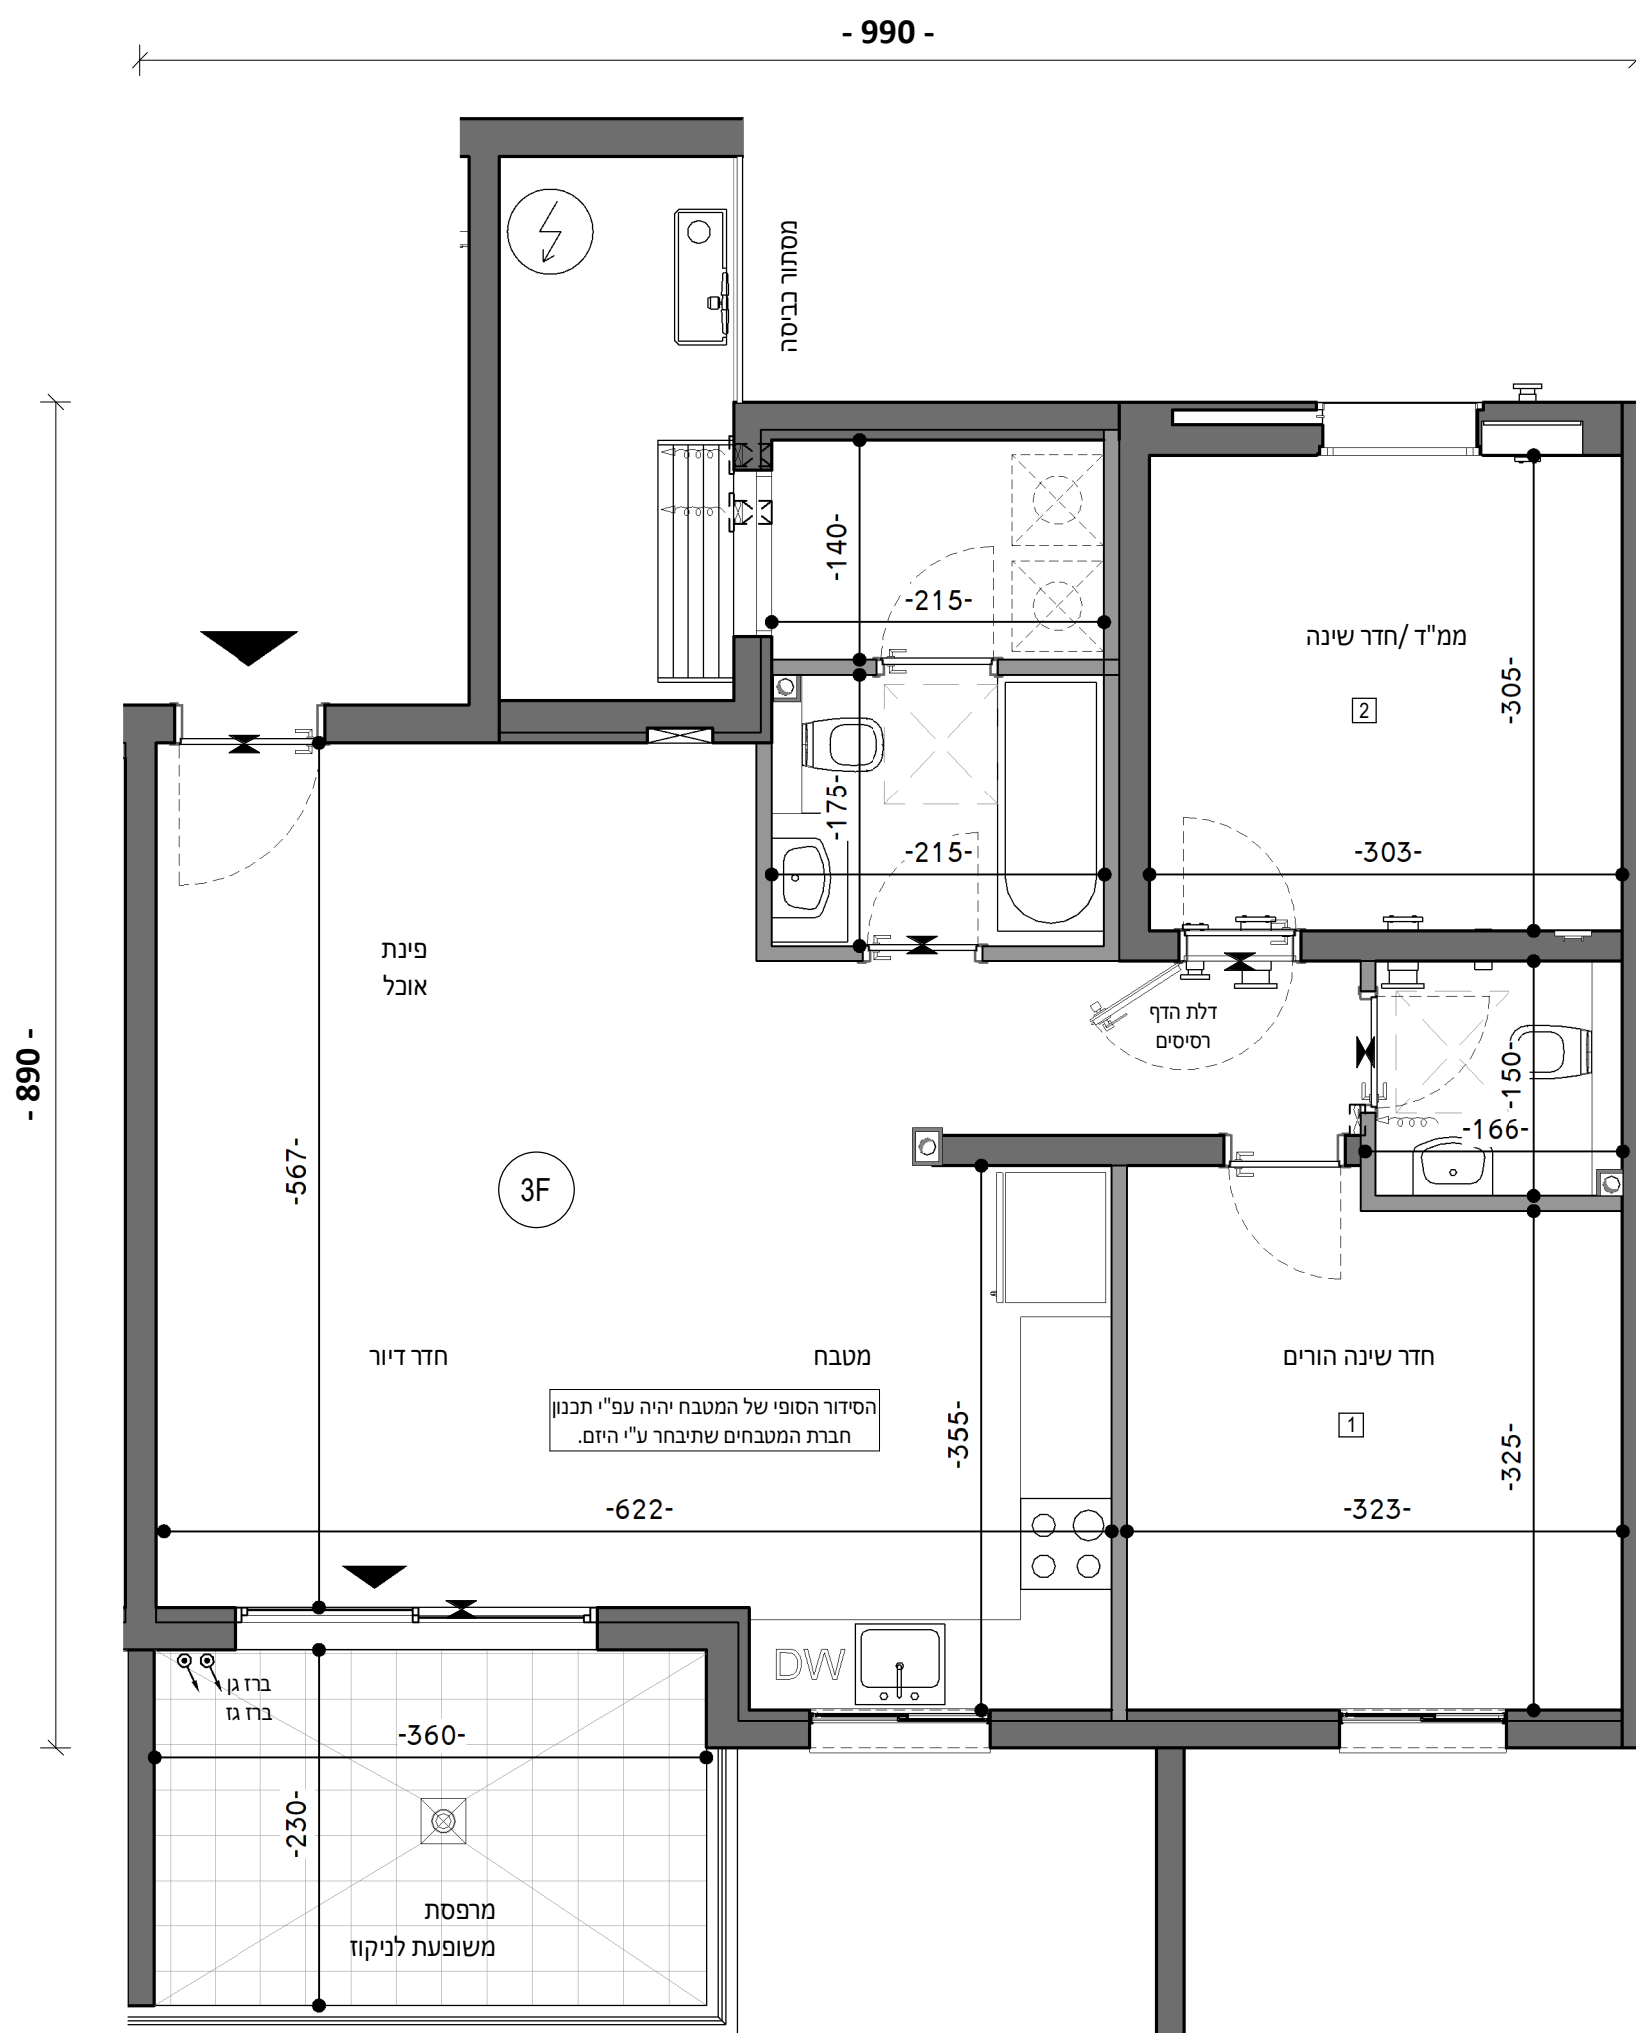 - 990 -
מסתור כביסה
-140-
-215-
ממ"ד /חדר שינה
2
-305-
-175-
-215-
-303-
פינת
אוכל
דלת הדף
רסיסים
- 890 -
-150-
-166-
-567-
3F
חדר דיור
מטבח
חדר שינה הורים
הסידור הסופי של המטבח יהיה עפ"י תכנון
חברת המטבחים שתיבחר ע"י היזם.
-355-
1
-325-
-622-
-323-
DW
ברז גן
ברז גז
-360-
-230-
מרפסת
משופעת לניקוז